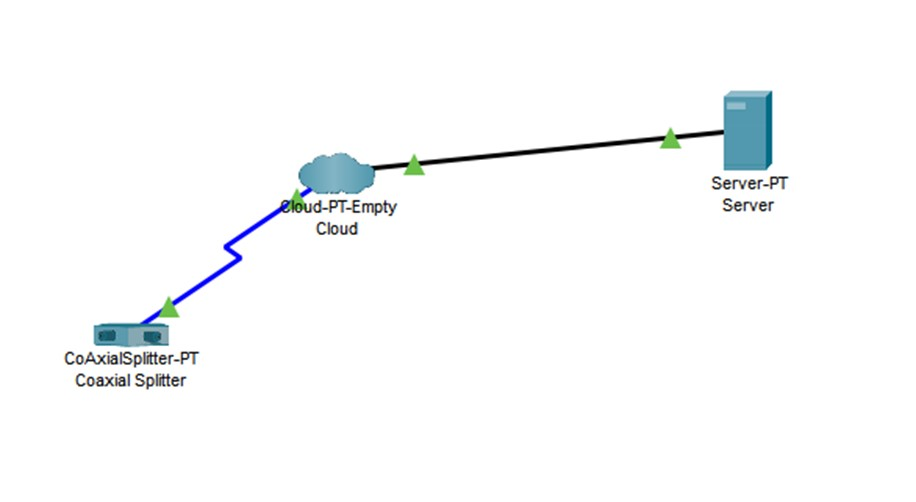 Server-PT
Server
Cloud-PT-Empty
Cloud
CoAxialSplitter-PT
Coaxial Splitter